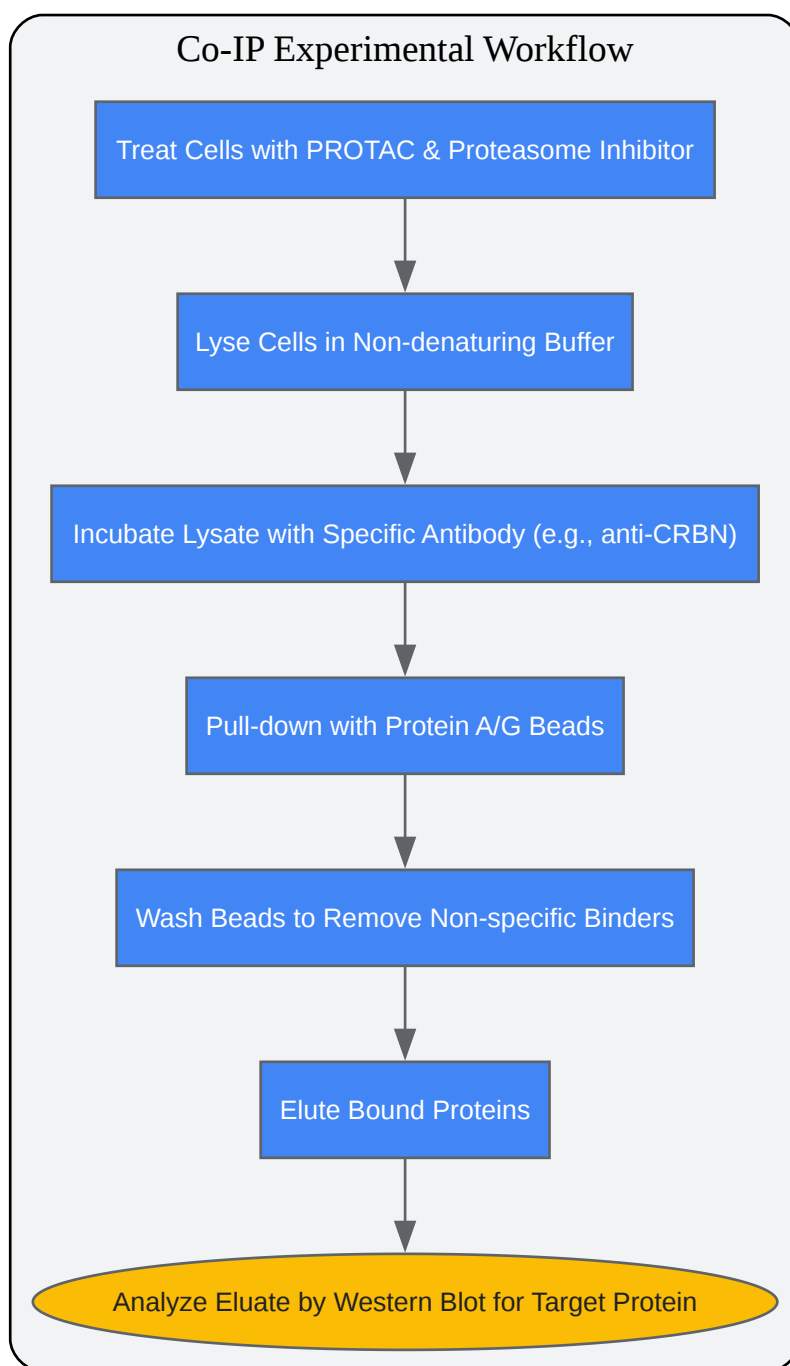 Co-IP Experimental Workflow
Treat Cells with PROTAC & Proteasome Inhibitor
Lyse Cells in Non-denaturing Buffer
Incubate Lysate with Specific Antibody (e.g., anti-CRBN)
Pull-down with Protein A/G Beads
Wash Beads to Remove Non-specific Binders
Elute Bound Proteins
Analyze Eluate by Western Blot for Target Protein